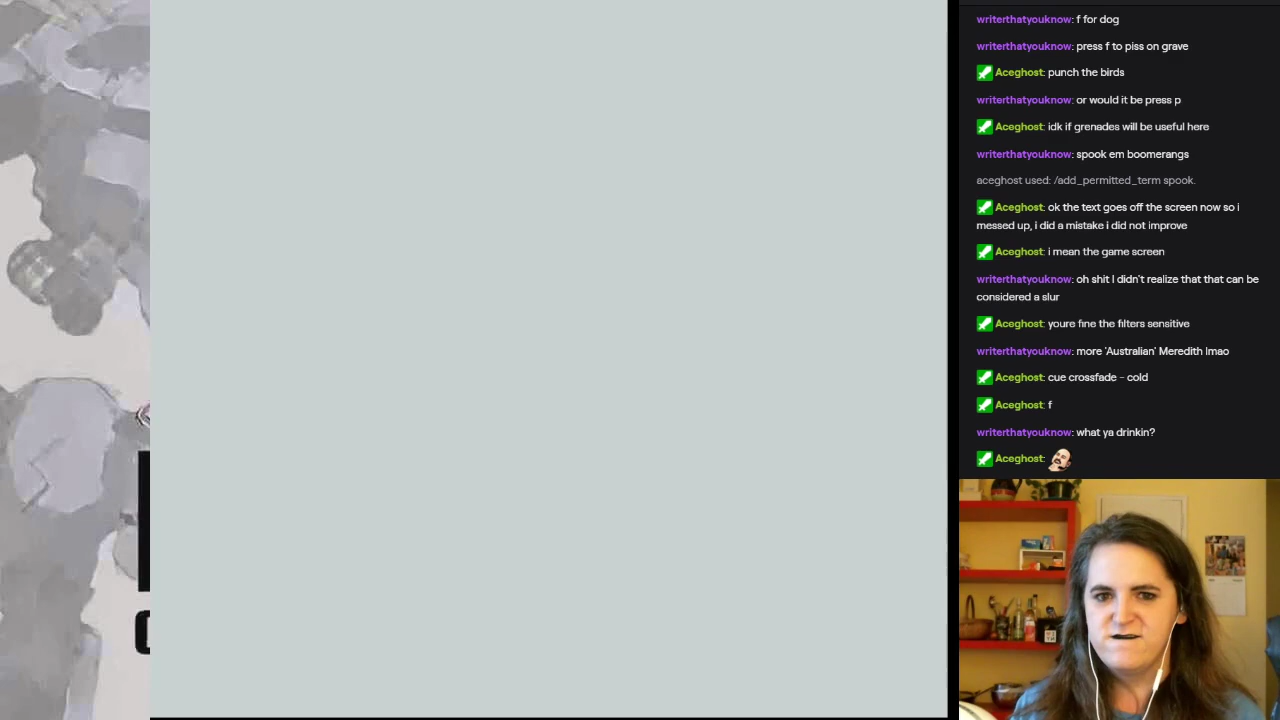 writerthatyouknow: f for dog
writerthatyouknow: press f to piss on grave
Aceghost: punch the birds
writerthatyouknow: or would it be press p
Aceghost: idk if grenades will be useful here
writerthatyouknow: spook em boomerangs
aceghost used: /add_permitted_term spook.
Aceghost: ok the text goes off the screen now so i
messed up, i did a mistake i did not improve
Aceghost: i mean the game screen
writerthatyouknow: oh shit I didn't realize that that can be
considered a slur
Aceghost: youre fine the filters sensitive
writerthatyouknow: more 'Australian' Meredith lmao
Aceghost: cue crossfade - cold
Aceghost: f
writerthatyouknow: what ya drinkin?
Aceghost: